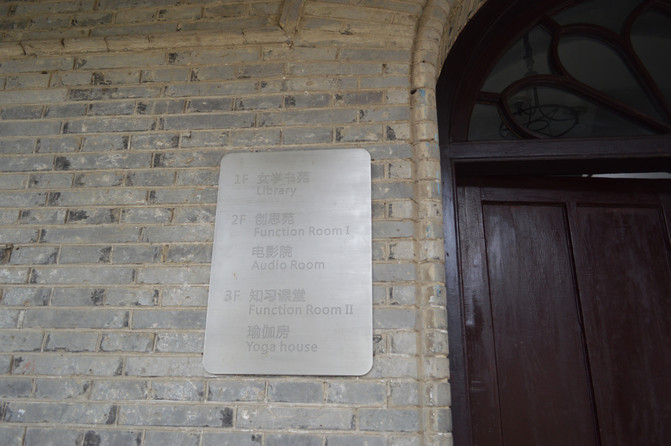 1F 文学书苑
Library
2F 创意苑
Function Room I
电影院
Audio Room
3F 知习课堂
Function Room II
瑜伽房
Yoga house